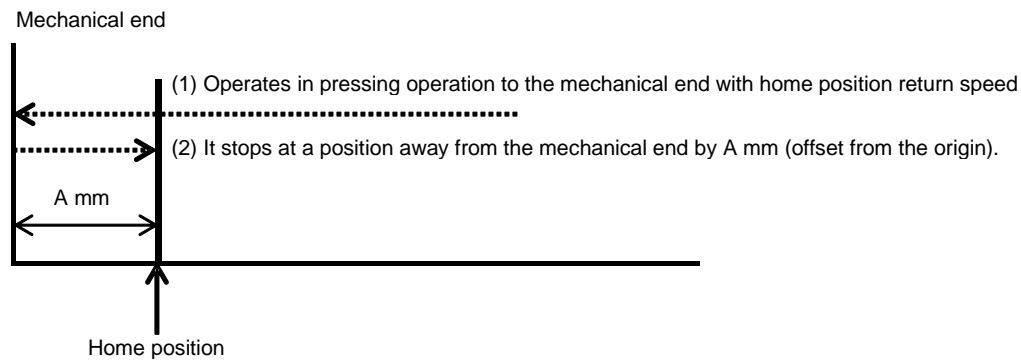 Mechanical end
(1) Operates in pressing operation to the mechanical end with home position return speed
(2) It stops at a position away from the mechanical end by A mm (offset from the origin).
A mm
Home position